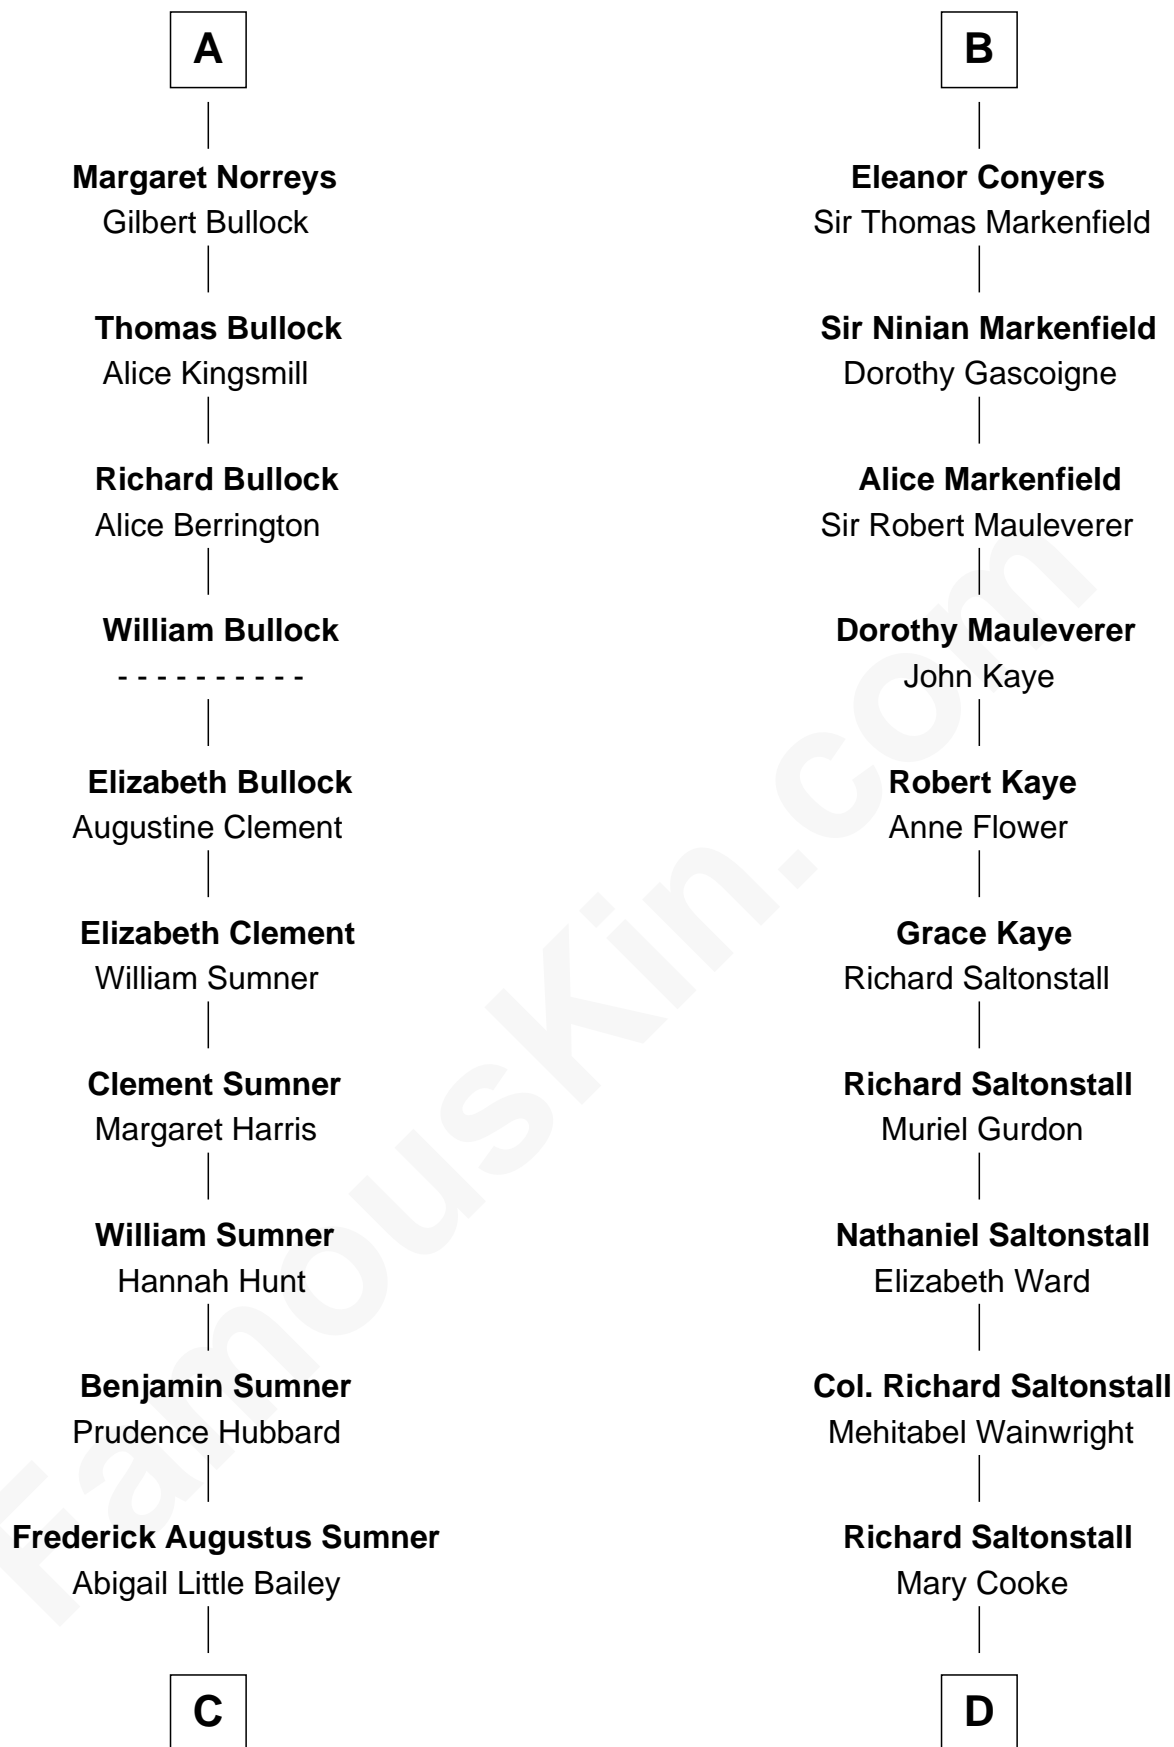 A
Margaret Norreys
Gilbert Bullock
Thomas Bullock
Alice Kingsmill
Richard Bullock
Alice Berrington
William Bullock
- - - - - - - - - -
Elizabeth Bullock
Augustine Clement
Elizabeth Clement
William Sumner
Clement Sumner
Margaret Harris
William Sumner
Hannah Hunt
Benjamin Sumner
Prudence Hubbard
Frederick Augustus Sumner
Abigail Little Bailey
C
B
Eleanor Conyers
Sir Thomas Markenfield
Sir Ninian Markenfield
Dorothy Gascoigne
Alice Markenfield
Sir Robert Mauleverer
Dorothy Mauleverer
John Kaye
Robert Kaye
Anne Flower
Grace Kaye
Richard Saltonstall
Richard Saltonstall
Muriel Gurdon
Nathaniel Saltonstall
Elizabeth Ward
Col. Richard Saltonstall
Mehitabel Wainwright
Richard Saltonstall
Mary Cooke
D
FamousKin.com